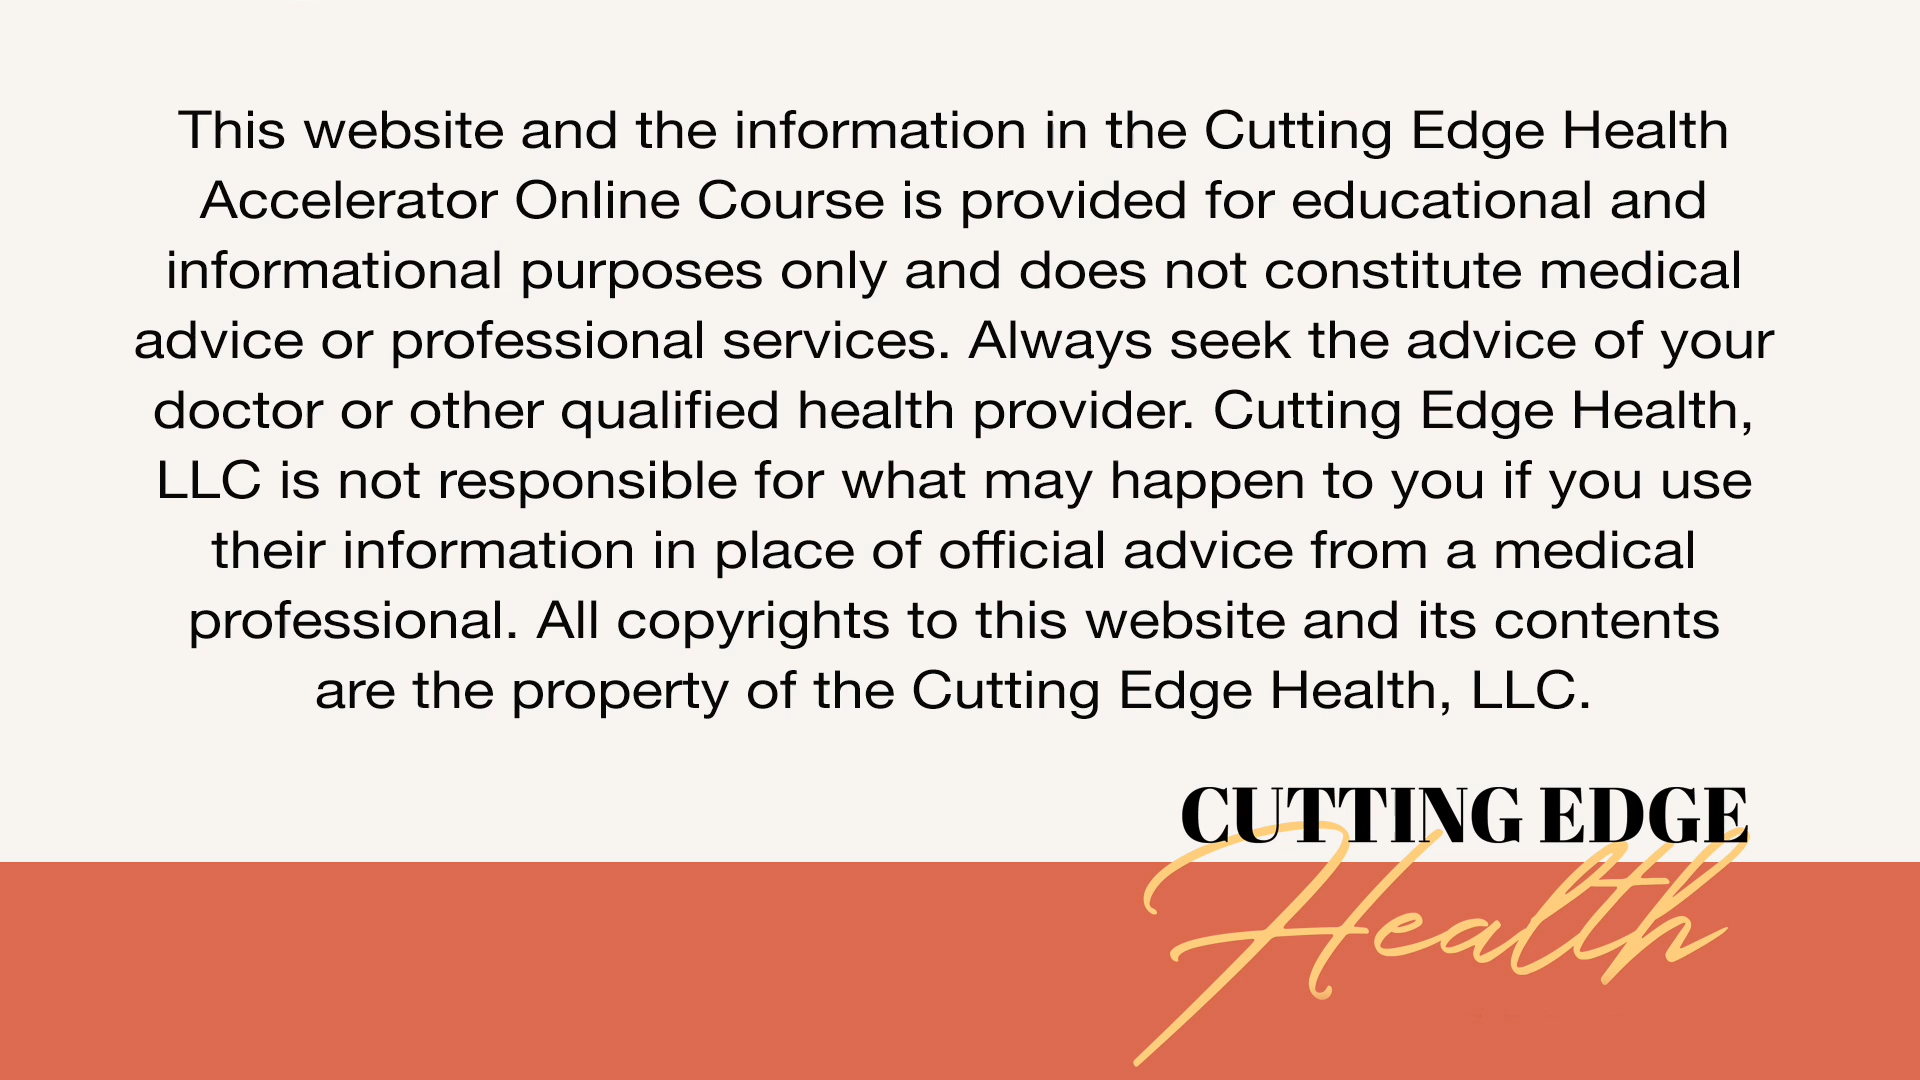 This website and the information in the Cutting Edge Health
Accelerator Online Course is provided for educational and
informational purposes only and does not constitute medical
advice or professional services. Always seek the advice of your
doctor or other qualified health provider. Cutting Edge Health,
LLC is not responsible for what may happen to you if you use
their information in place of official advice from a medical
professional. All copyrights to this website and its contents
are the property of the Cutting Edge Health, LLC.
CUTTING EDGE
Health